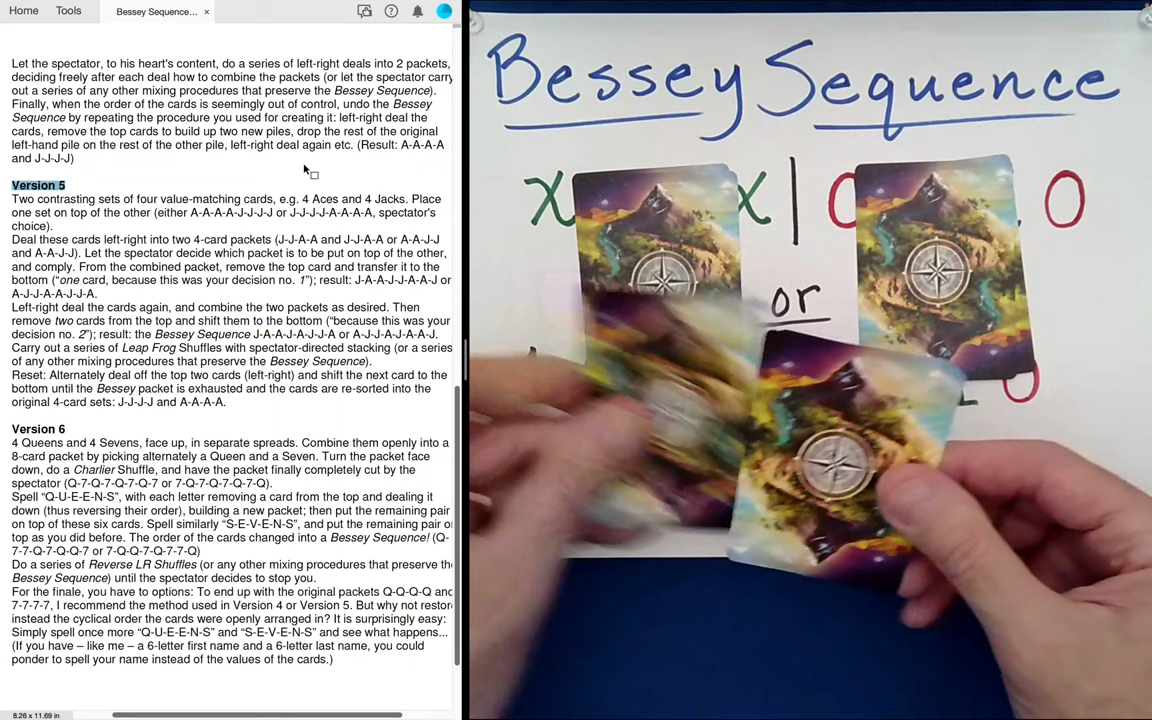 Home Tools Bessey Sequence... ×
Let the spectator, to his heart's content, do a series of left-right deals into 2 packets,
deciding freely after each deal how to combine the packets (or let the spectator carry
out a series of any other mixing procedures that preserve the Bessey Sequence).
Finally, when the order of the cards is seemingly out of control, undo the Bessey
Sequence by repeating the procedure you used for creating it: left-right deal the
cards, remove the top cards to build up two new piles, drop the rest of the original
left-hand pile on the rest of the other pile, left-right deal again etc. (Result: A-A-A-A
and J-J-J-J)
Version 5
Two contrasting sets of four value-matching cards, e.g. 4 Aces and 4 Jacks. Place
one set on top of the other (either A-A-A-A-J-J-J-J or J-J-J-J-A-A-A-A, spectator's
choice).
Deal these cards left-right into two 4-card packets (J-J-A-A and J-J-A-A or A-A-J-J
and A-A-J-J). Let the spectator decide which packet is to be put on top of the other,
and comply. From the combined packet, remove the top card and transfer it to the
bottom ("one card, because this was your decision no. 1"); result: J-A-A-J-J-A-A-J or
A-J-J-A-A-J-J-A.
Left-right deal the cards again, and combine the two packets as desired. Then
remove two cards from the top and shift them to the bottom ("because this was your
decision no. 2"); result: the Bessey Sequence J-A-A-J-A-J-J-A or A-J-J-A-J-A-A-J.
Carry out a series of Leap Frog Shuffles with spectator-directed stacking (or a series
of any other mixing procedures that preserve the Bessey Sequence).
Reset: Alternately deal off the top two cards (left-right) and shift the next card to the
bottom until the Bessey packet is exhausted and the cards are re-sorted into the
original 4-card sets: J-J-J-J and A-A-A-A.
Version 6
4 Queens and 4 Sevens, face up, in separate spreads. Combine them openly into a
8-card packet by picking alternately a Queen and a Seven. Turn the packet face
down, do a Charlier Shuffle, and have the packet finally completely cut by the
spectator (Q-7-Q-7-Q-7-Q-7 or 7-Q-7-Q-7-Q-7-Q).
Spell "Q-U-E-E-N-S", with each letter removing a card from the top and dealing it
down (thus reversing their order), building a new packet; then put the remaining pair
on top of these six cards. Spell similarly "S-E-V-E-N-S", and put the remaining pair o
top as you did before. The order of the cards changed into a Bessey Sequence! (Q-
7-7-Q-7-Q-Q-7 or 7-Q-Q-7-Q-7-7-Q)
Do a series of Reverse LR Shuffles (or any other mixing procedures that preserve the
Bessey Sequence) until the spectator decides to stop you.
For the finale, you have to options: To end up with the original packets Q-Q-Q-Q and
7-7-7-7, I recommend the method used in Version 4 or Version 5. But why not restor
instead the cyclical order the cards were openly arranged in? It is surprisingly easy:
Simply spell once more "Q-U-E-E-N-S" and "S-E-V-E-N-S" and see what happens...
(If you have – like me – a 6-letter first name and a 6-letter last name, you could
ponder to spell your name instead of the values of the cards.)
8.26 x 11.69 in
Bessey Sequence
X X | O O
or
O